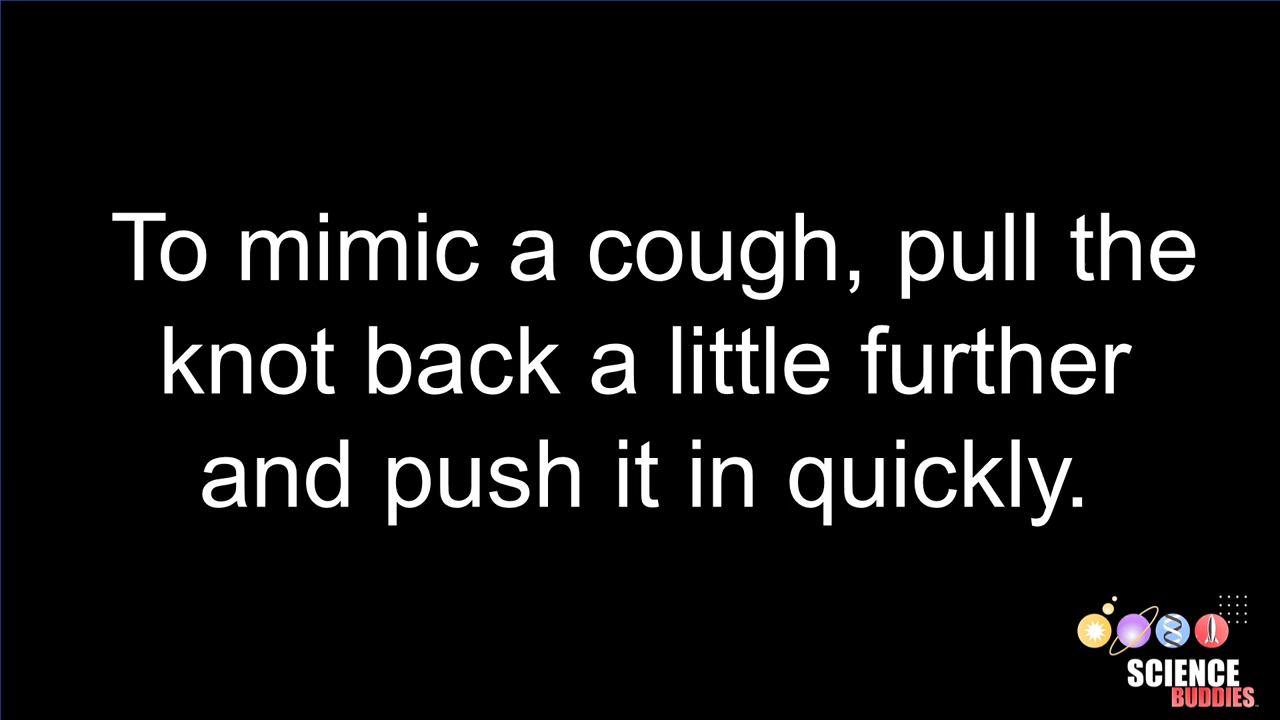 To mimic a cough, pull the
knot back a little further
and push it in quickly.
SCIENCE
BUDDIES